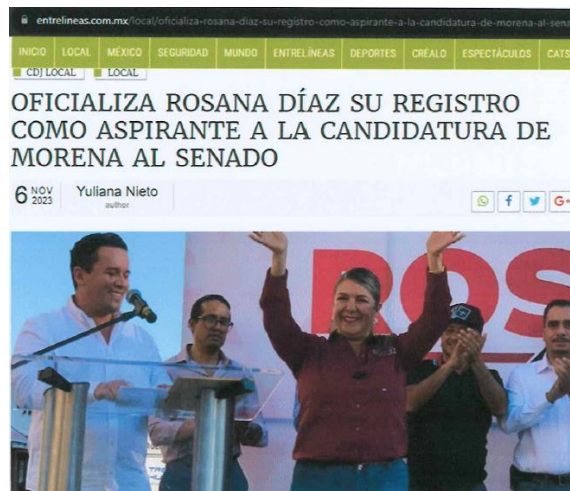 entrelineas.com.mx/local/oficializa-rosana-diaz-su-registro-como-aspirante-a-la-candidatura-de-morena-al-sena
INICIO LOCAL MÉXICO SEGURIDAD MUNDO ENTRELÍNEAS DEPORTES CRÉALO ESPECTÁCULOS CATS
CDJ LOCAL LOCAL
OFICIALIZA ROSANA DÍAZ SU REGISTRO
COMO ASPIRANTE A LA CANDIDATURA DE
MORENA AL SENADO
6 NOV 2023 Yuliana Nieto
author
G+
ROS